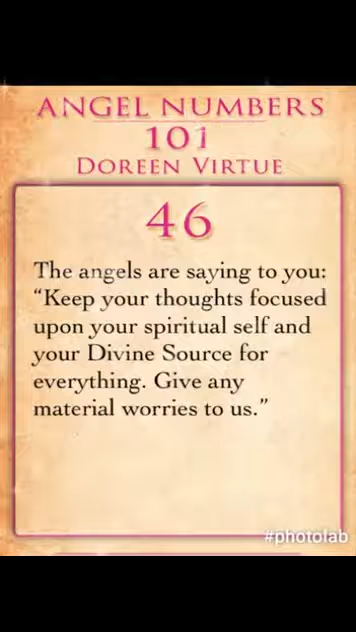 ANGEL NUMBERS
101
DOREEN VIRTUE
46
The angels are saying to you:
“Keep your thoughts focused
upon your spiritual self and
your Divine Source for
everything. Give any
material worries to us.”
#photolab